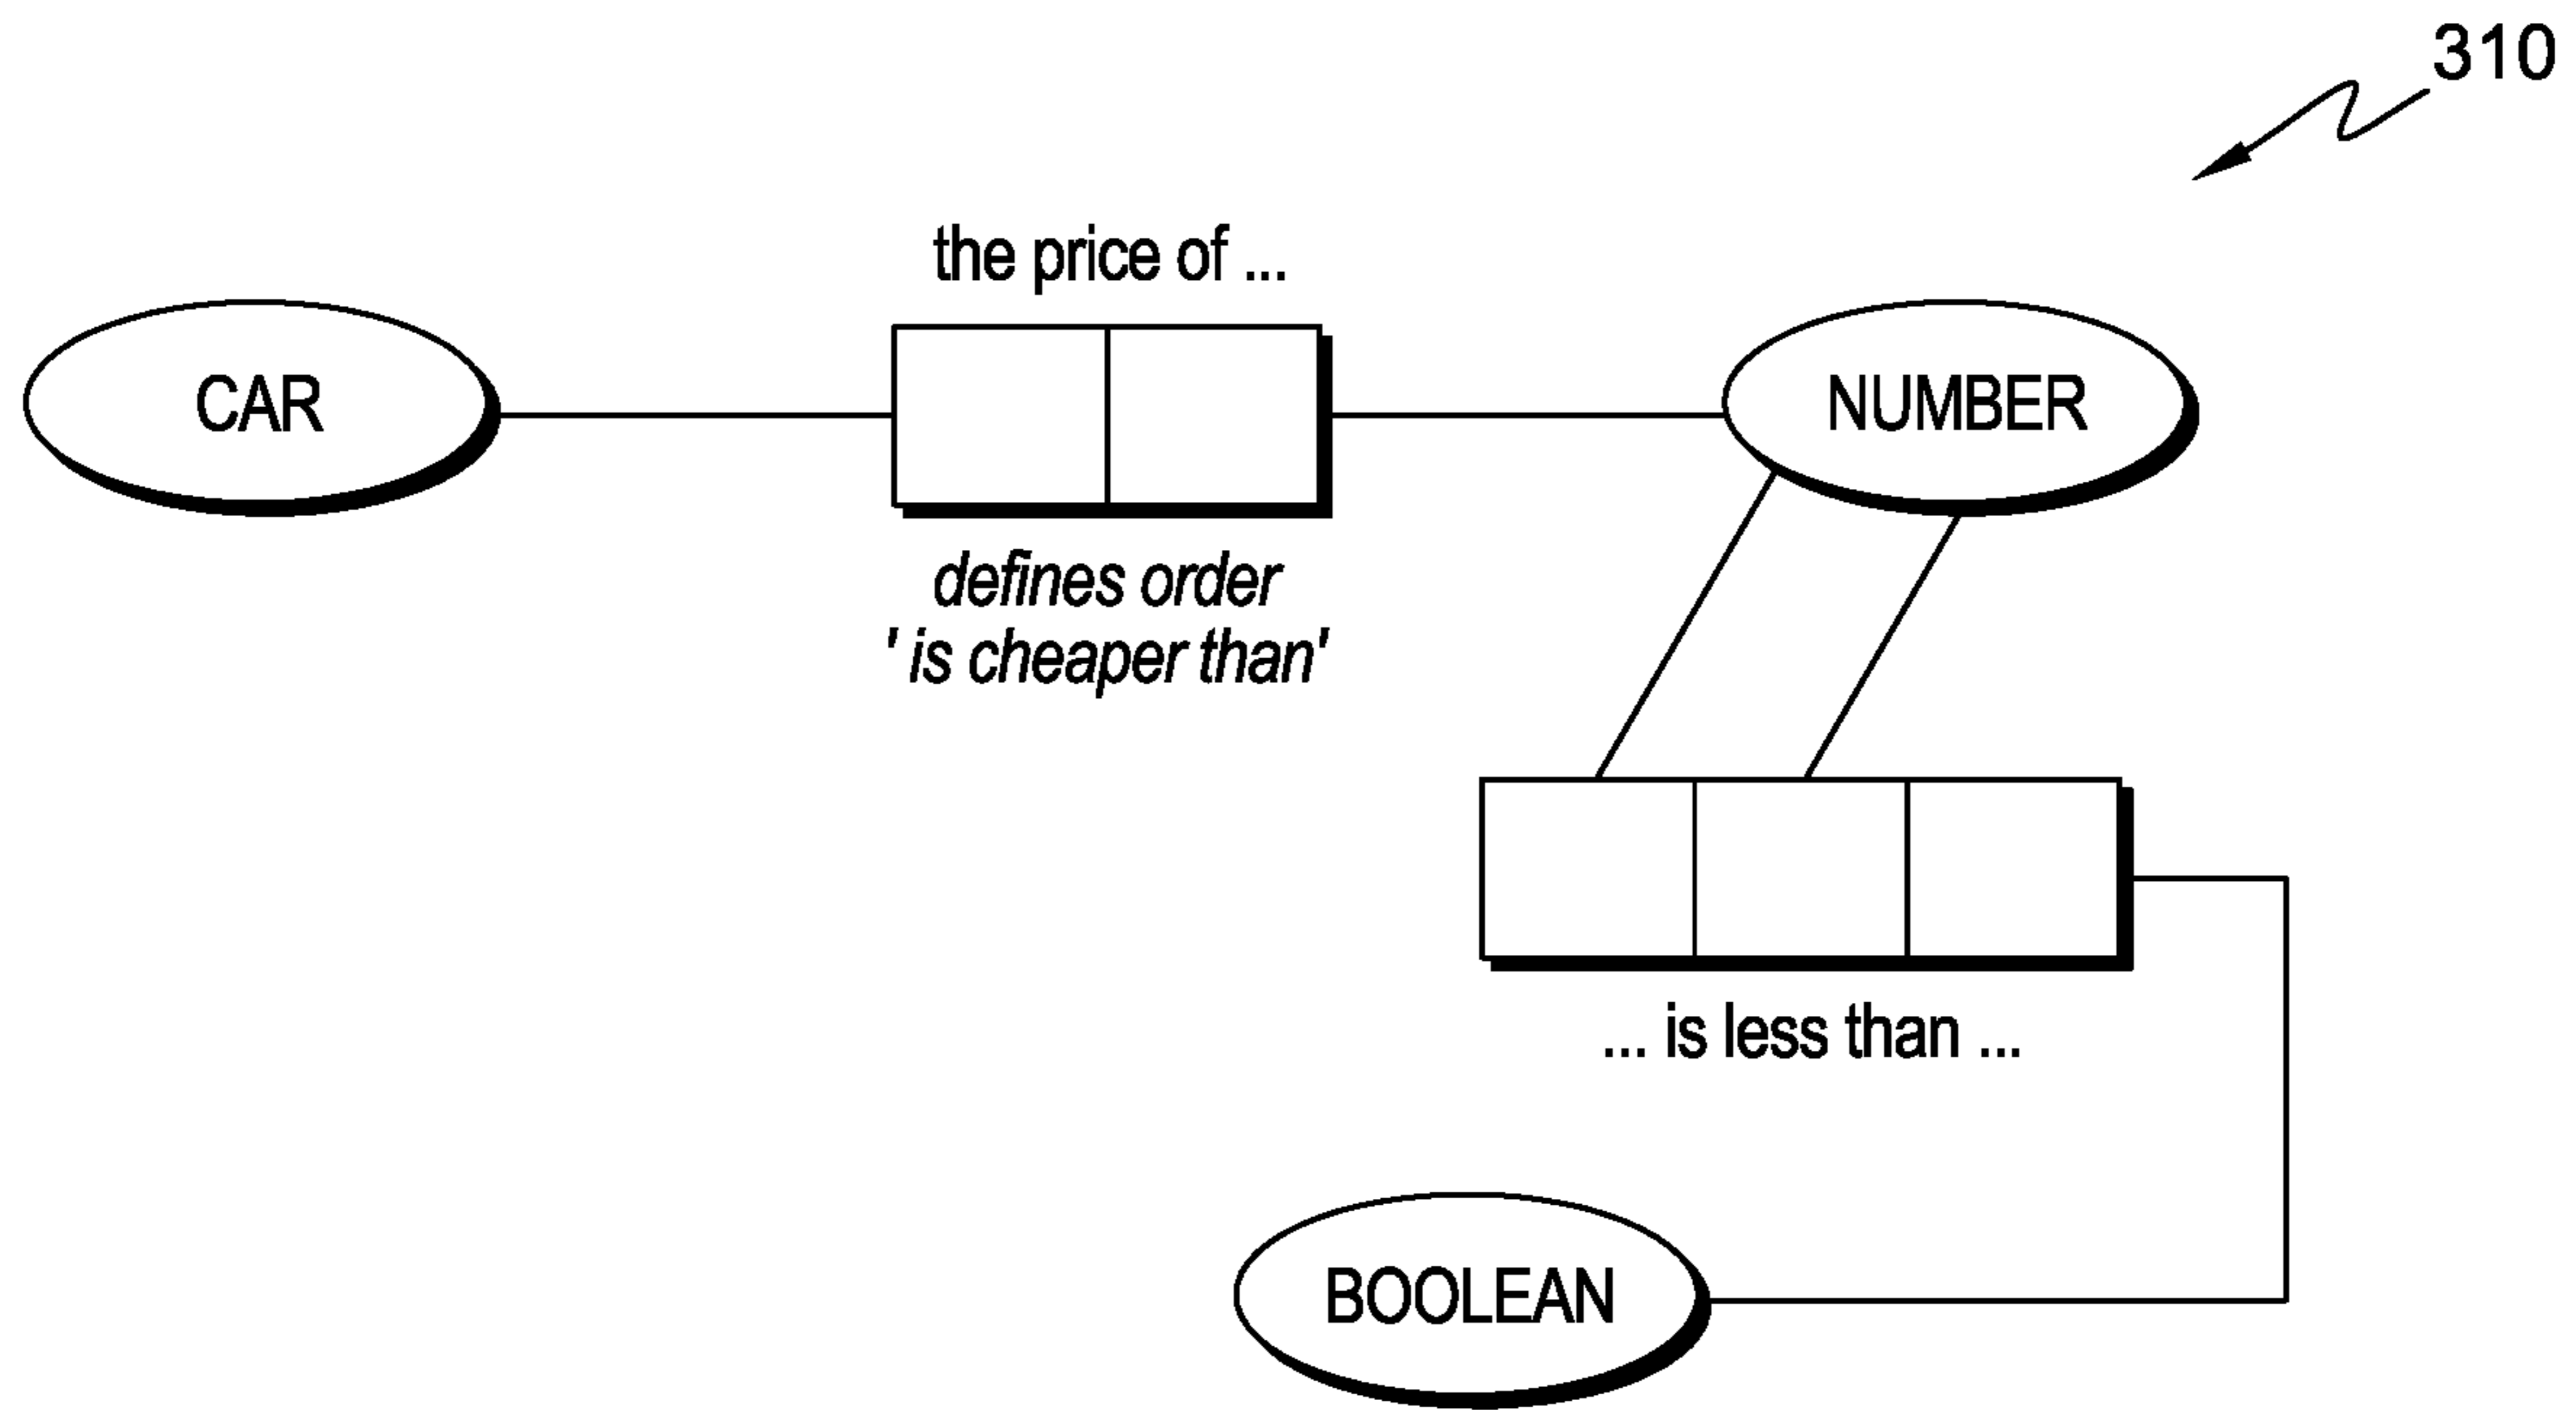 310
the price of ...
CAR
NUMBER
defines order
' is cheaper than'
... is less than ...
BOOLEAN